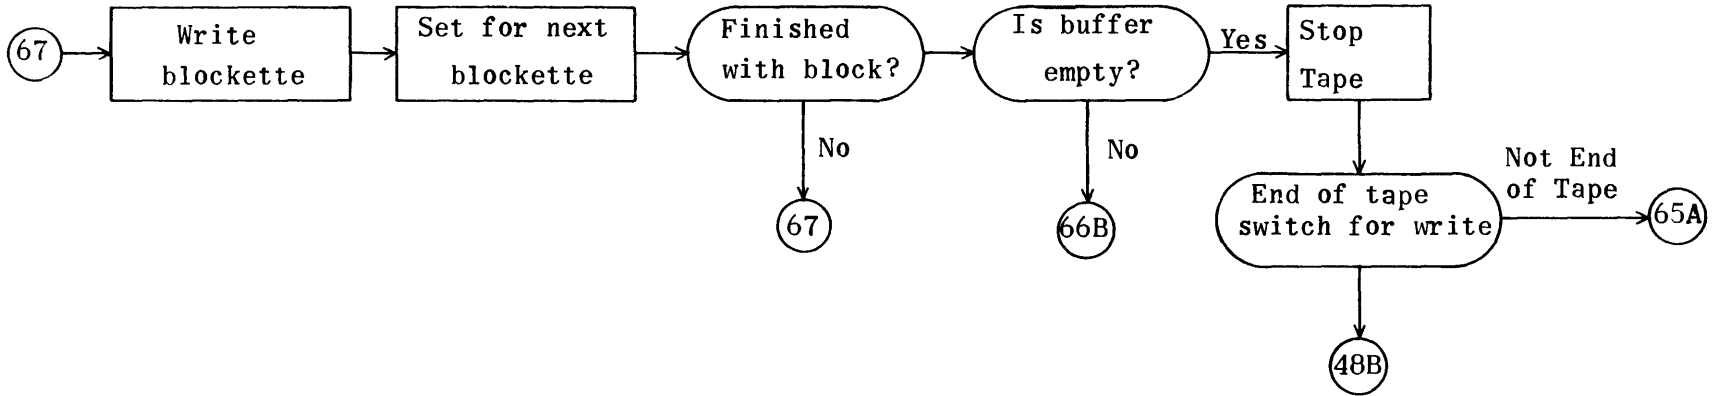 67
Write
blockette
Set for next
blockette
Finished
with block?
Is buffer
empty?
Yes
Stop
Tape
No
67
No
66B
End of tape
switch for write
Not End
of Tape
65A
48B